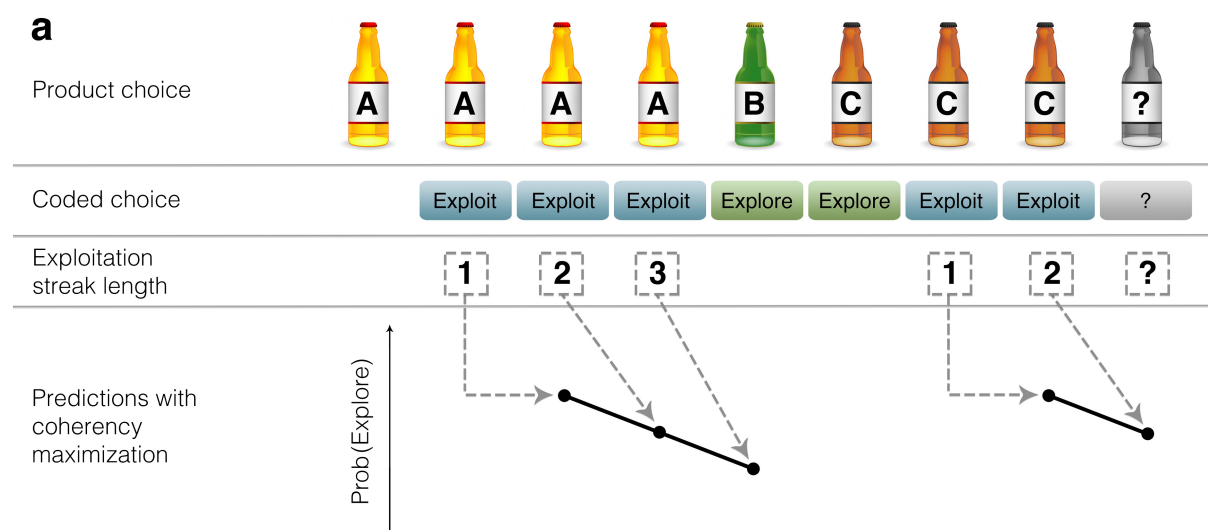 a
Product choice
A A A A B C C C ?
Coded choice
Exploit Exploit Exploit Explore Explore Exploit Exploit ?
Exploitation
streak length
1 2 3 1 2 ?
Predictions with
coherency
maximization
Prob(Explore)